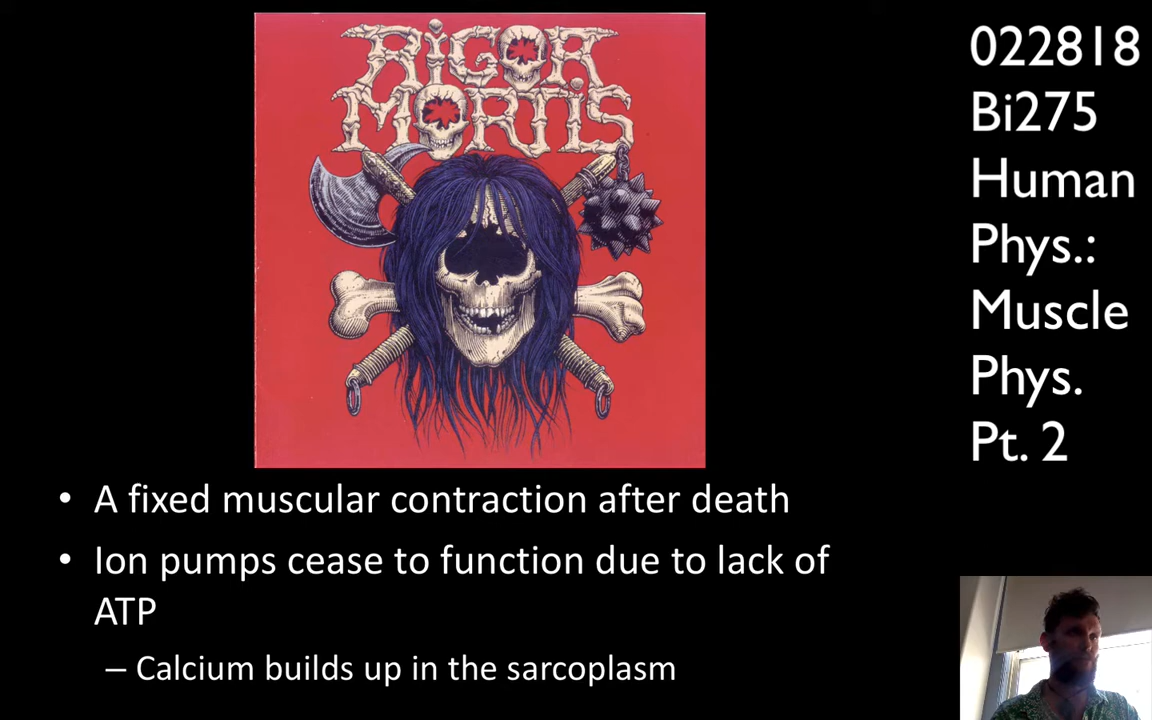 RiGOR
MORTiS
• A fixed muscular contraction after death
• Ion pumps cease to function due to lack of
ATP
– Calcium builds up in the sarcoplasm
022818
Bi275
Human
Phys.:
Muscle
Phys.
Pt. 2